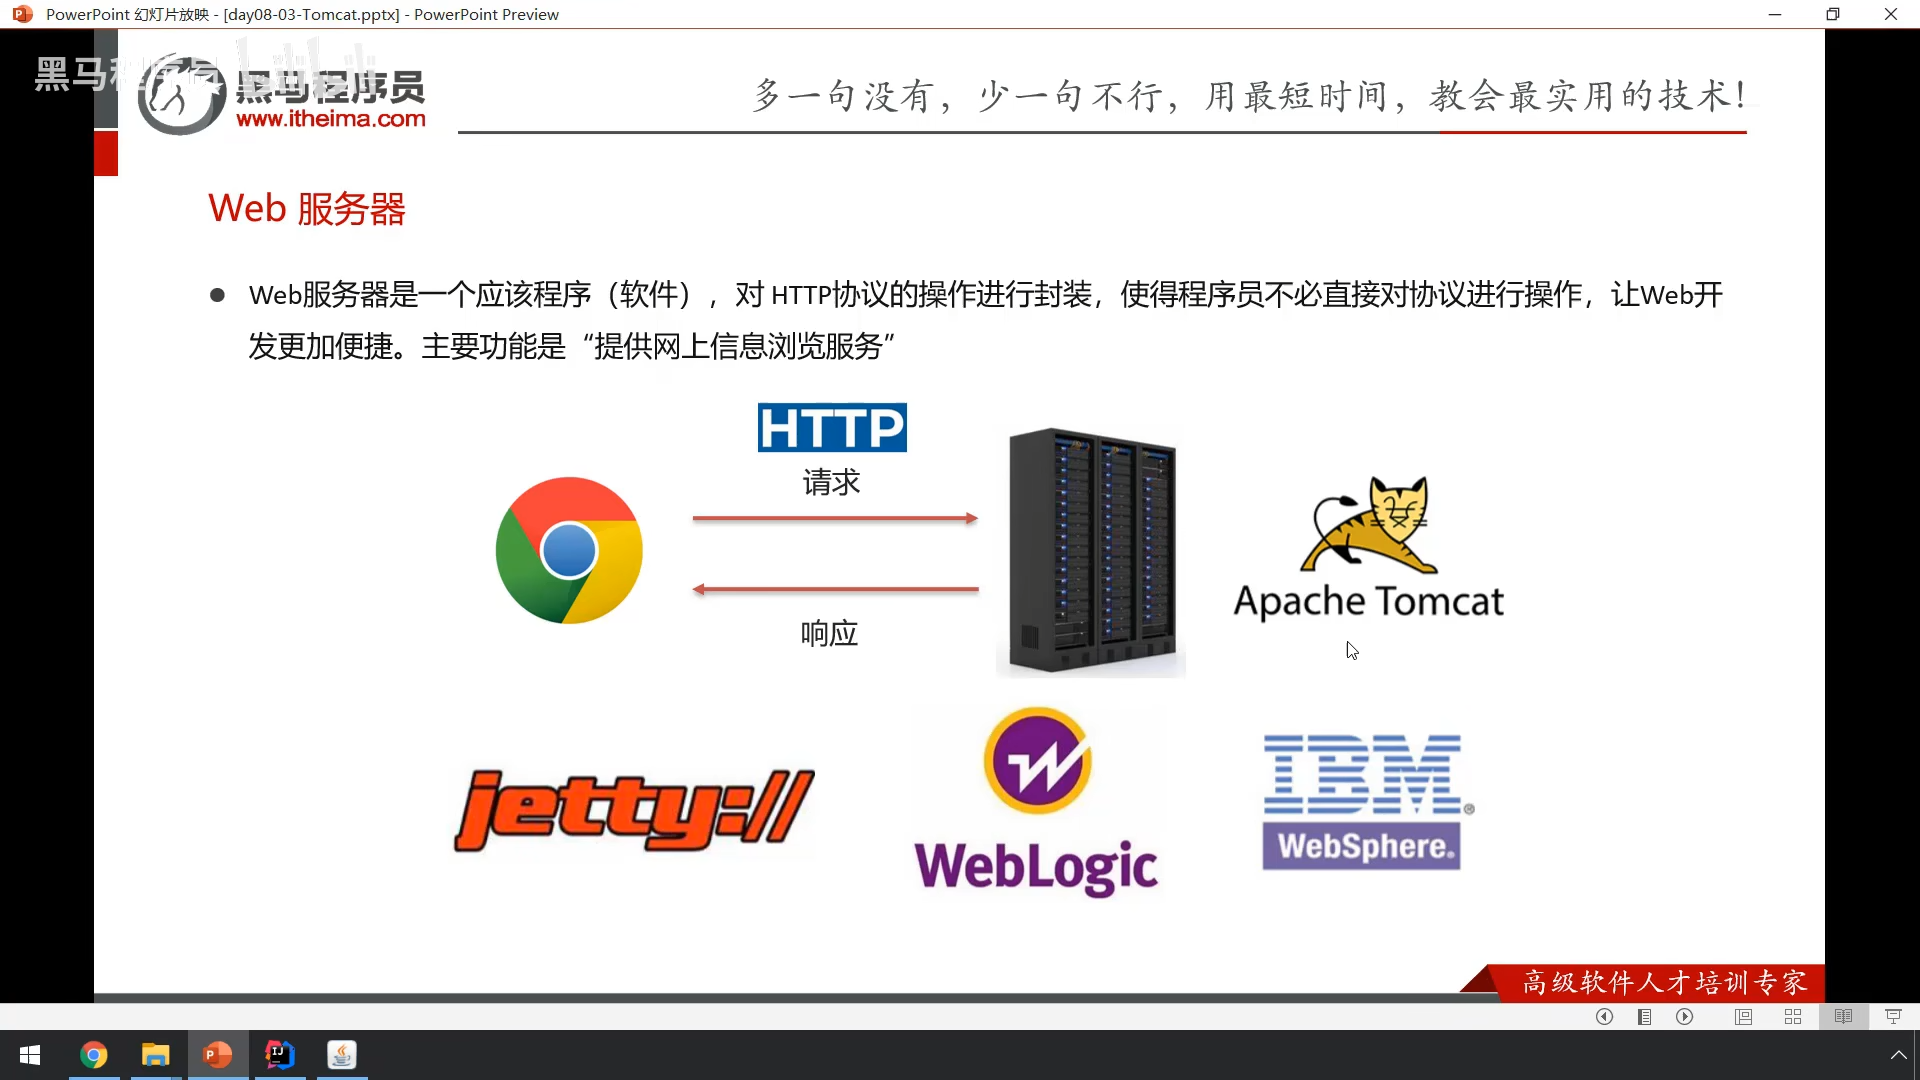 PowerPoint 幻灯片放映 - [day08-03-Tomcat.pptx] - PowerPoint Preview
黑马程序员 bilibili
黑马程序员
www.itheima.com
多一句没有，少一句不行，用最短时间，教会最实用的技术！
Web 服务器
Web服务器是一个应该程序（软件），对 HTTP协议的操作进行封装，使得程序员不必直接对协议进行操作，让Web开
发更加便捷。主要功能是“提供网上信息浏览服务”
HTTP
请求
响应
Apache Tomcat
jetty://
WebLogic
IBM®
WebSphere®
高级软件人才培训专家